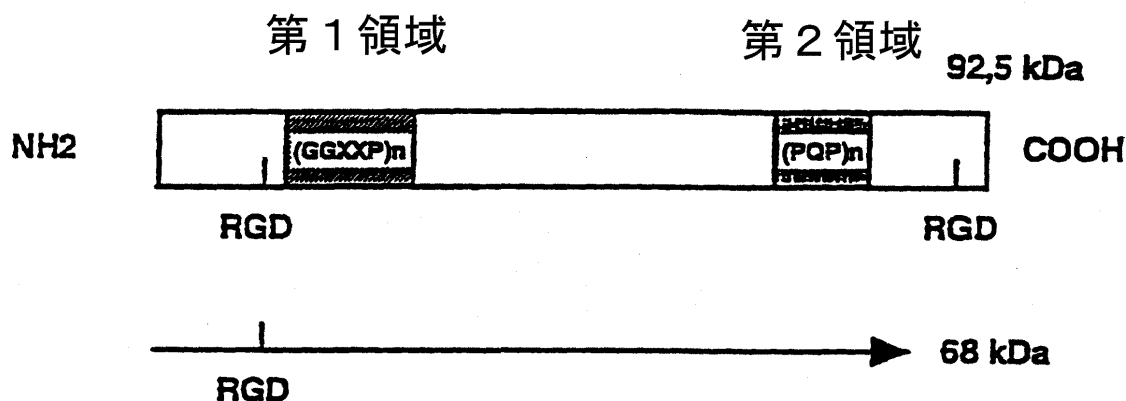 第１領域 第２領域
92,5 kDa
NH2 (GGXXP)n (PQP)n COOH
RGD RGD
68 kDa
RGD